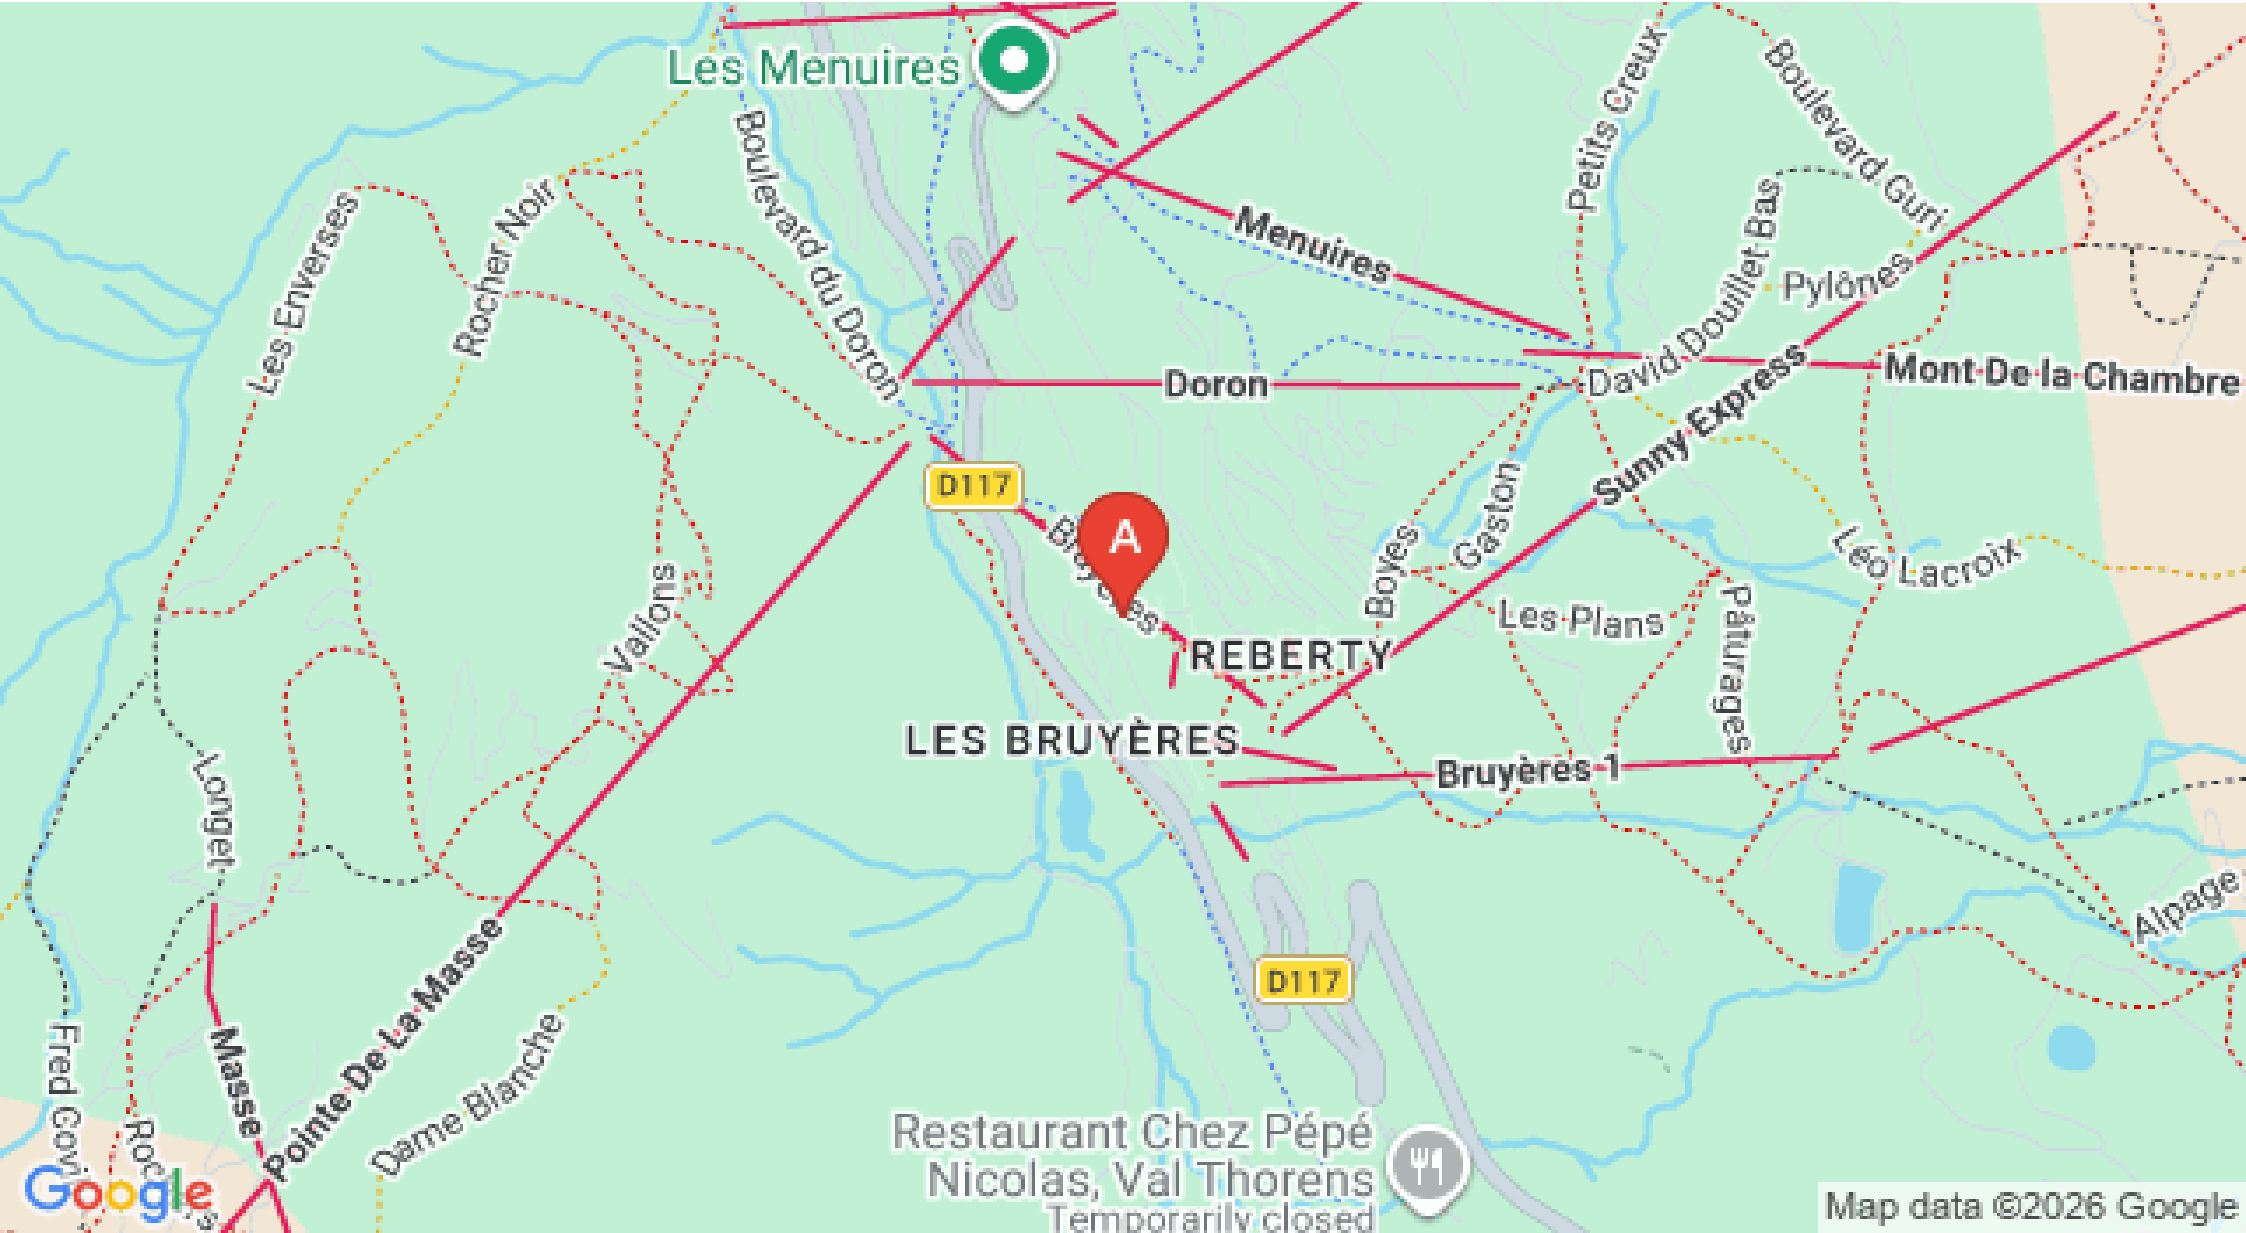 Les Menuires
Boulevard du Doron
Petits Creux
Boulevard Guri
Les Enverses
Rocher Noir
Menuires
David Douillet Bas
Pylônes
Doron
Mont De la Chambre
Sunny Express
D117
A
Gaston
Boyes
Léo Lacroix
Les Plans
Vallons
REBERTY
Pâturages
LES BRUYÈRES
Bruyères 1
Longet
Alpage
D117
Masse
Pointe De La Masse
Dame Blanche
Restaurant Chez Pépé
Nicolas, Val Thorens
Temporarily closed
Google
Map data ©2026 Google